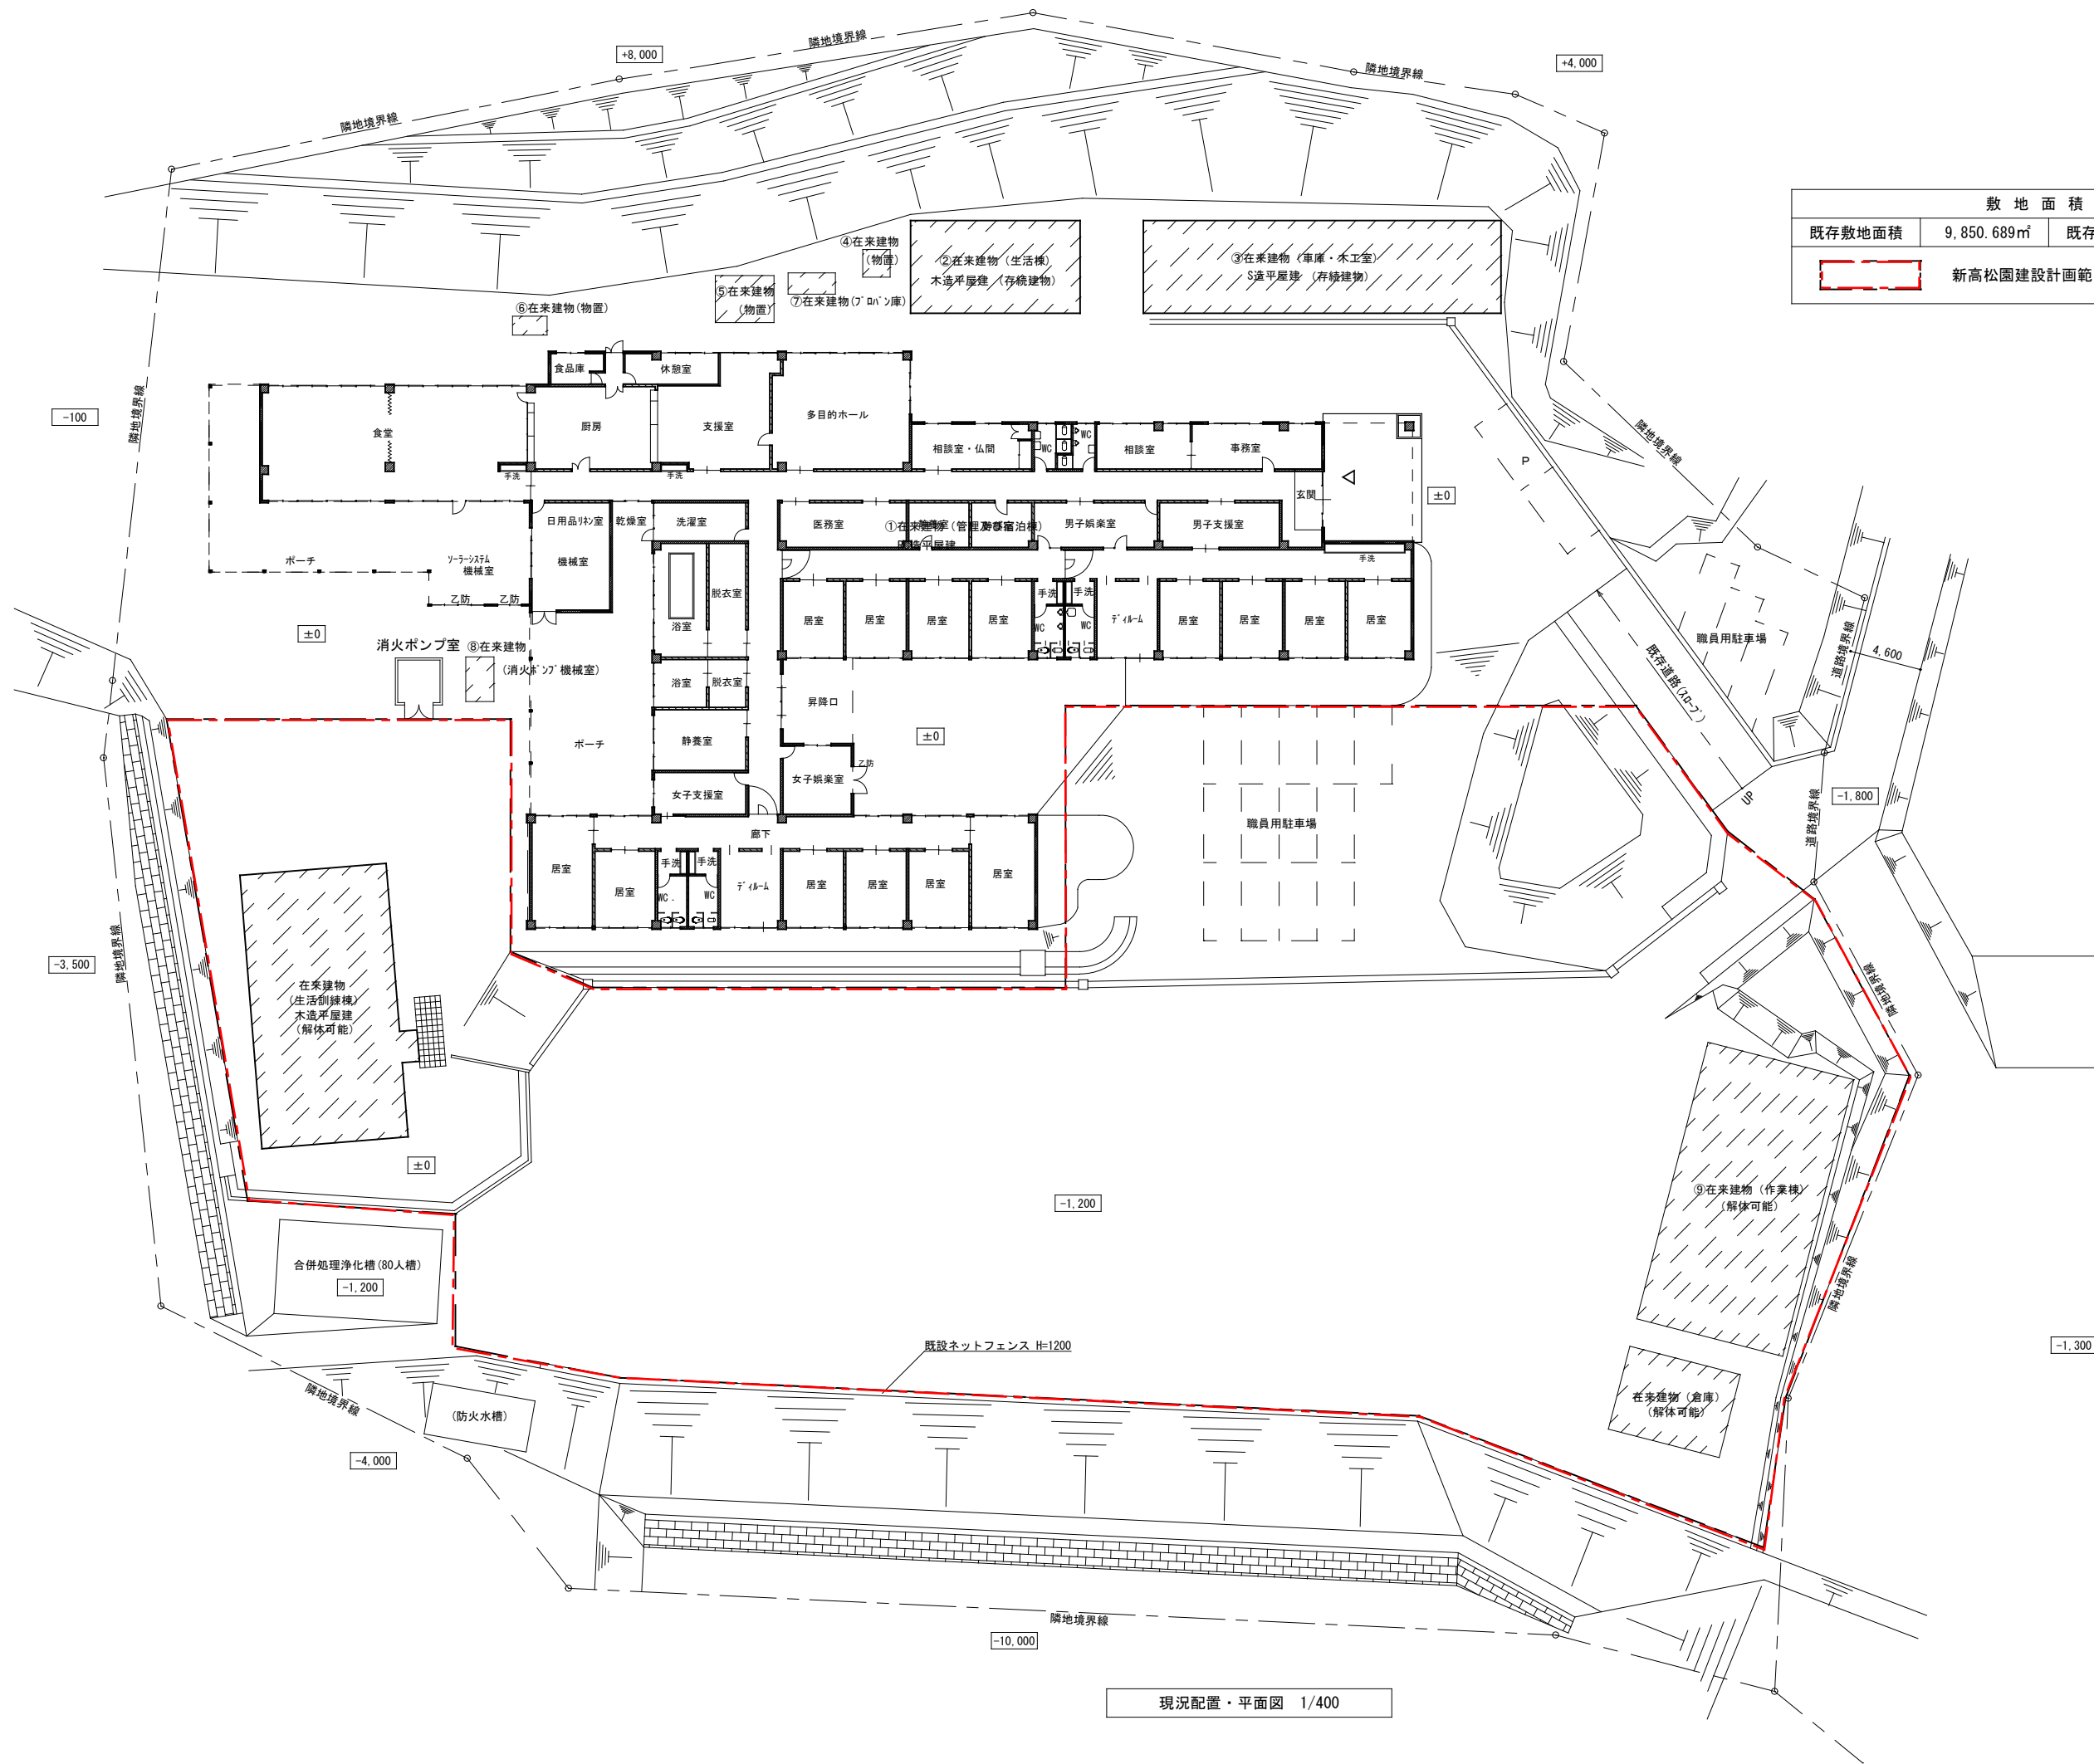 +8,000
隣地境界線
+4,000
隣地境界線
隣地境界線
敷地面積
既存敷地面積
9,850.689㎡
既存
新高松園建設計画範
④在来建物
(物置)
②在来建物(生活棟)
木造平屋建 (存続建物)
③在来建物(車庫・木工室)
S造平屋建 (存続建物)
⑤在来建物
(物置)
⑦在来建物(プロパン庫)
⑥在来建物(物置)
食品庫
休憩室
-100
隣地境界線
食堂
厨房
支援室
多目的ホール
相談室・仏間
WC
WC
相談室
事務室
隣地境界線
P
手洗
手洗
玄関
±0
日用品リネン室
乾燥室
洗濯室
医務室
①在来建物(管理及び宿泊棟)
男子娯楽室
男子支援室
手洗
ポーチ
ソーラーシステム
機械室
機械室
乙防
乙防
浴室
脱衣室
居室
居室
居室
居室
手洗
手洗
WC
WC
デイルーム
居室
居室
居室
居室
職員用駐車場
道路境界線
4,600
既存道路(スロープ)
±0
消火ポンプ室
⑧在来建物
(消火ポンプ機械室)
浴室
脱衣室
昇降口
±0
ポーチ
静養室
女子娯楽室
乙防
女子支援室
UP
-1,800
道路境界線
廊下
職員用駐車場
居室
居室
手洗
手洗
WC
WC
デイルーム
居室
居室
居室
居室
-3,500
隣地境界線
在来建物
(生活訓練棟)
木造平屋建
(解体可能)
隣地境界線
±0
-1,200
⑨在来建物(作業棟)
(解体可能)
合併処理浄化槽(80人槽)
-1,200
隣地境界線
既設ネットフェンス H=1200
-1,300
隣地境界線
(防火水槽)
在来建物(倉庫)
(解体可能)
-4,000
隣地境界線
-10,000
現況配置・平面図 1/400